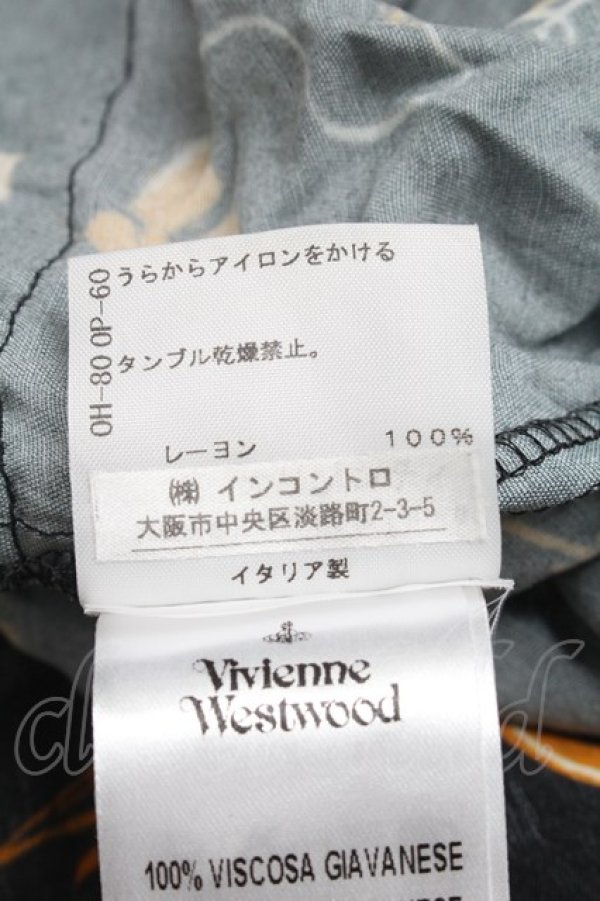 うらからアイロンをかける
OH-80 OP-60
タンブル乾燥禁止。
レーヨン 100%
㈱ インコントロ
大阪市中央区淡路町2-3-5
イタリア製
Vivienne
Westwood
100% VISCOSA GIAVANESE